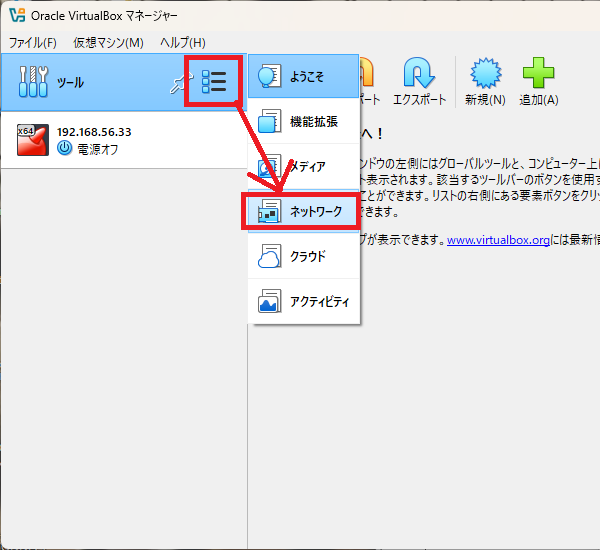 Oracle VirtualBox マネージャー
ファイル(F) 仮想マシン(M) ヘルプ(H)
ツール
x64
192.168.56.33
電源オフ
ようこそ
機能拡張
メディア
ネットワーク
クラウド
アクティビティ
ポート エクスポート 新規(N) 追加(A)
へ！
ンドウの左側にはグローバルツールと、コンピューター上に
ト表示されます。該当するツールバーのボタンを使用す
ことができます。リストの右側にある要素ボタンをクリッ
できます。
プが表示できます。www.virtualbox.orgには最新情